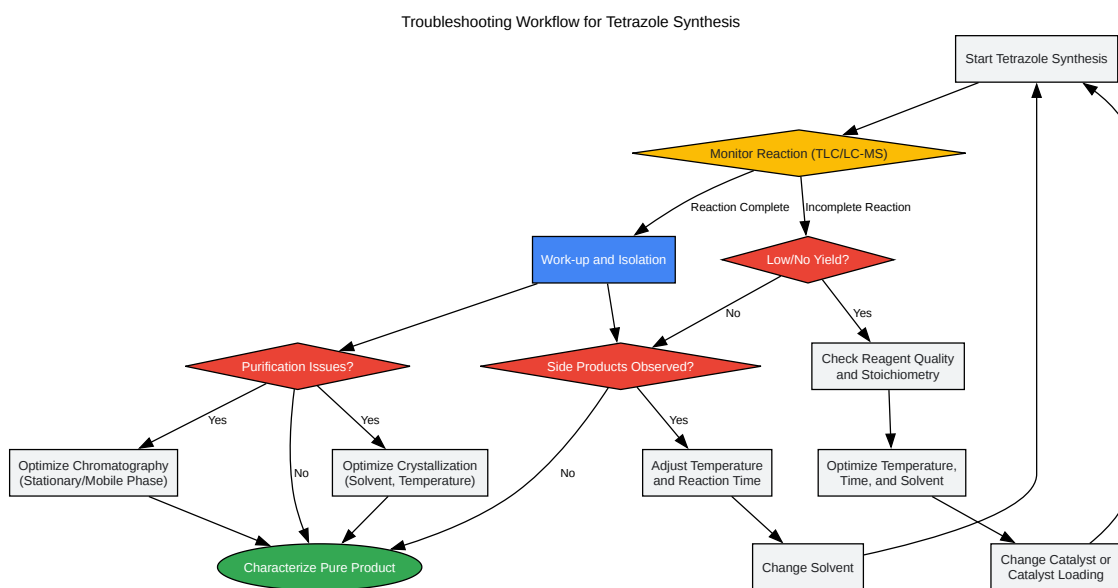 Troubleshooting Workflow for Tetrazole Synthesis
Start Tetrazole Synthesis
Monitor Reaction (TLC/LC-MS)
Reaction Complete
Incomplete Reaction
Work-up and Isolation
Low/No Yield?
No
Yes
Purification Issues?
Side Products Observed?
Check Reagent Quality
and Stoichiometry
Yes
Yes
Yes
Optimize Chromatography
(Stationary/Mobile Phase)
No
Optimize Crystallization
(Solvent, Temperature)
No
Adjust Temperature
and Reaction Time
Optimize Temperature,
Time, and Solvent
Characterize Pure Product
Change Solvent
Change Catalyst or
Catalyst Loading